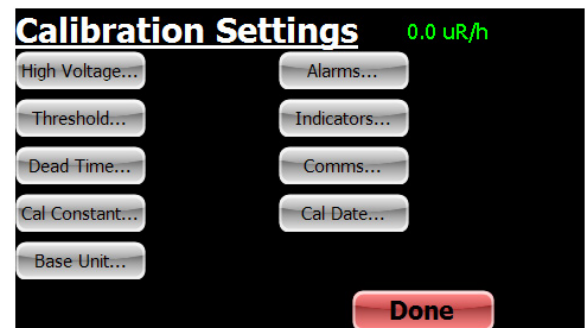 Calibration Settings 0.0 uR/h
High Voltage... Alarms...
Threshold... Indicators...
Dead Time... Comms...
Cal Constant... Cal Date...
Base Unit...
Done